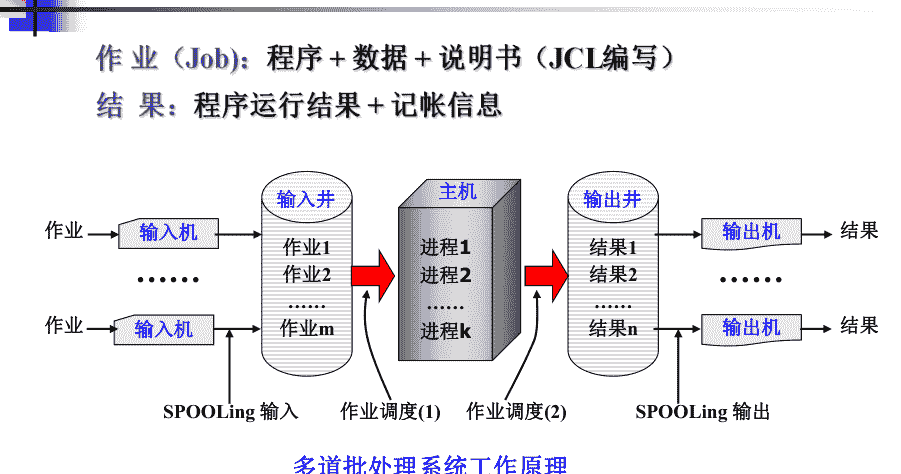 作 业（Job）：程序 + 数据 + 说明书（JCL编写）
结 果：程序运行结果 + 记帐信息
输入井
主机
输出井
作业
输入机
作业1
进程1
结果1
输出机
结果
……
作业2
进程2
结果2
……
……
……
……
作业
输入机
作业m
进程k
结果n
输出机
结果
SPOOLing 输入
作业调度(1)
作业调度(2)
SPOOLing 输出
多道批处理系统工作原理